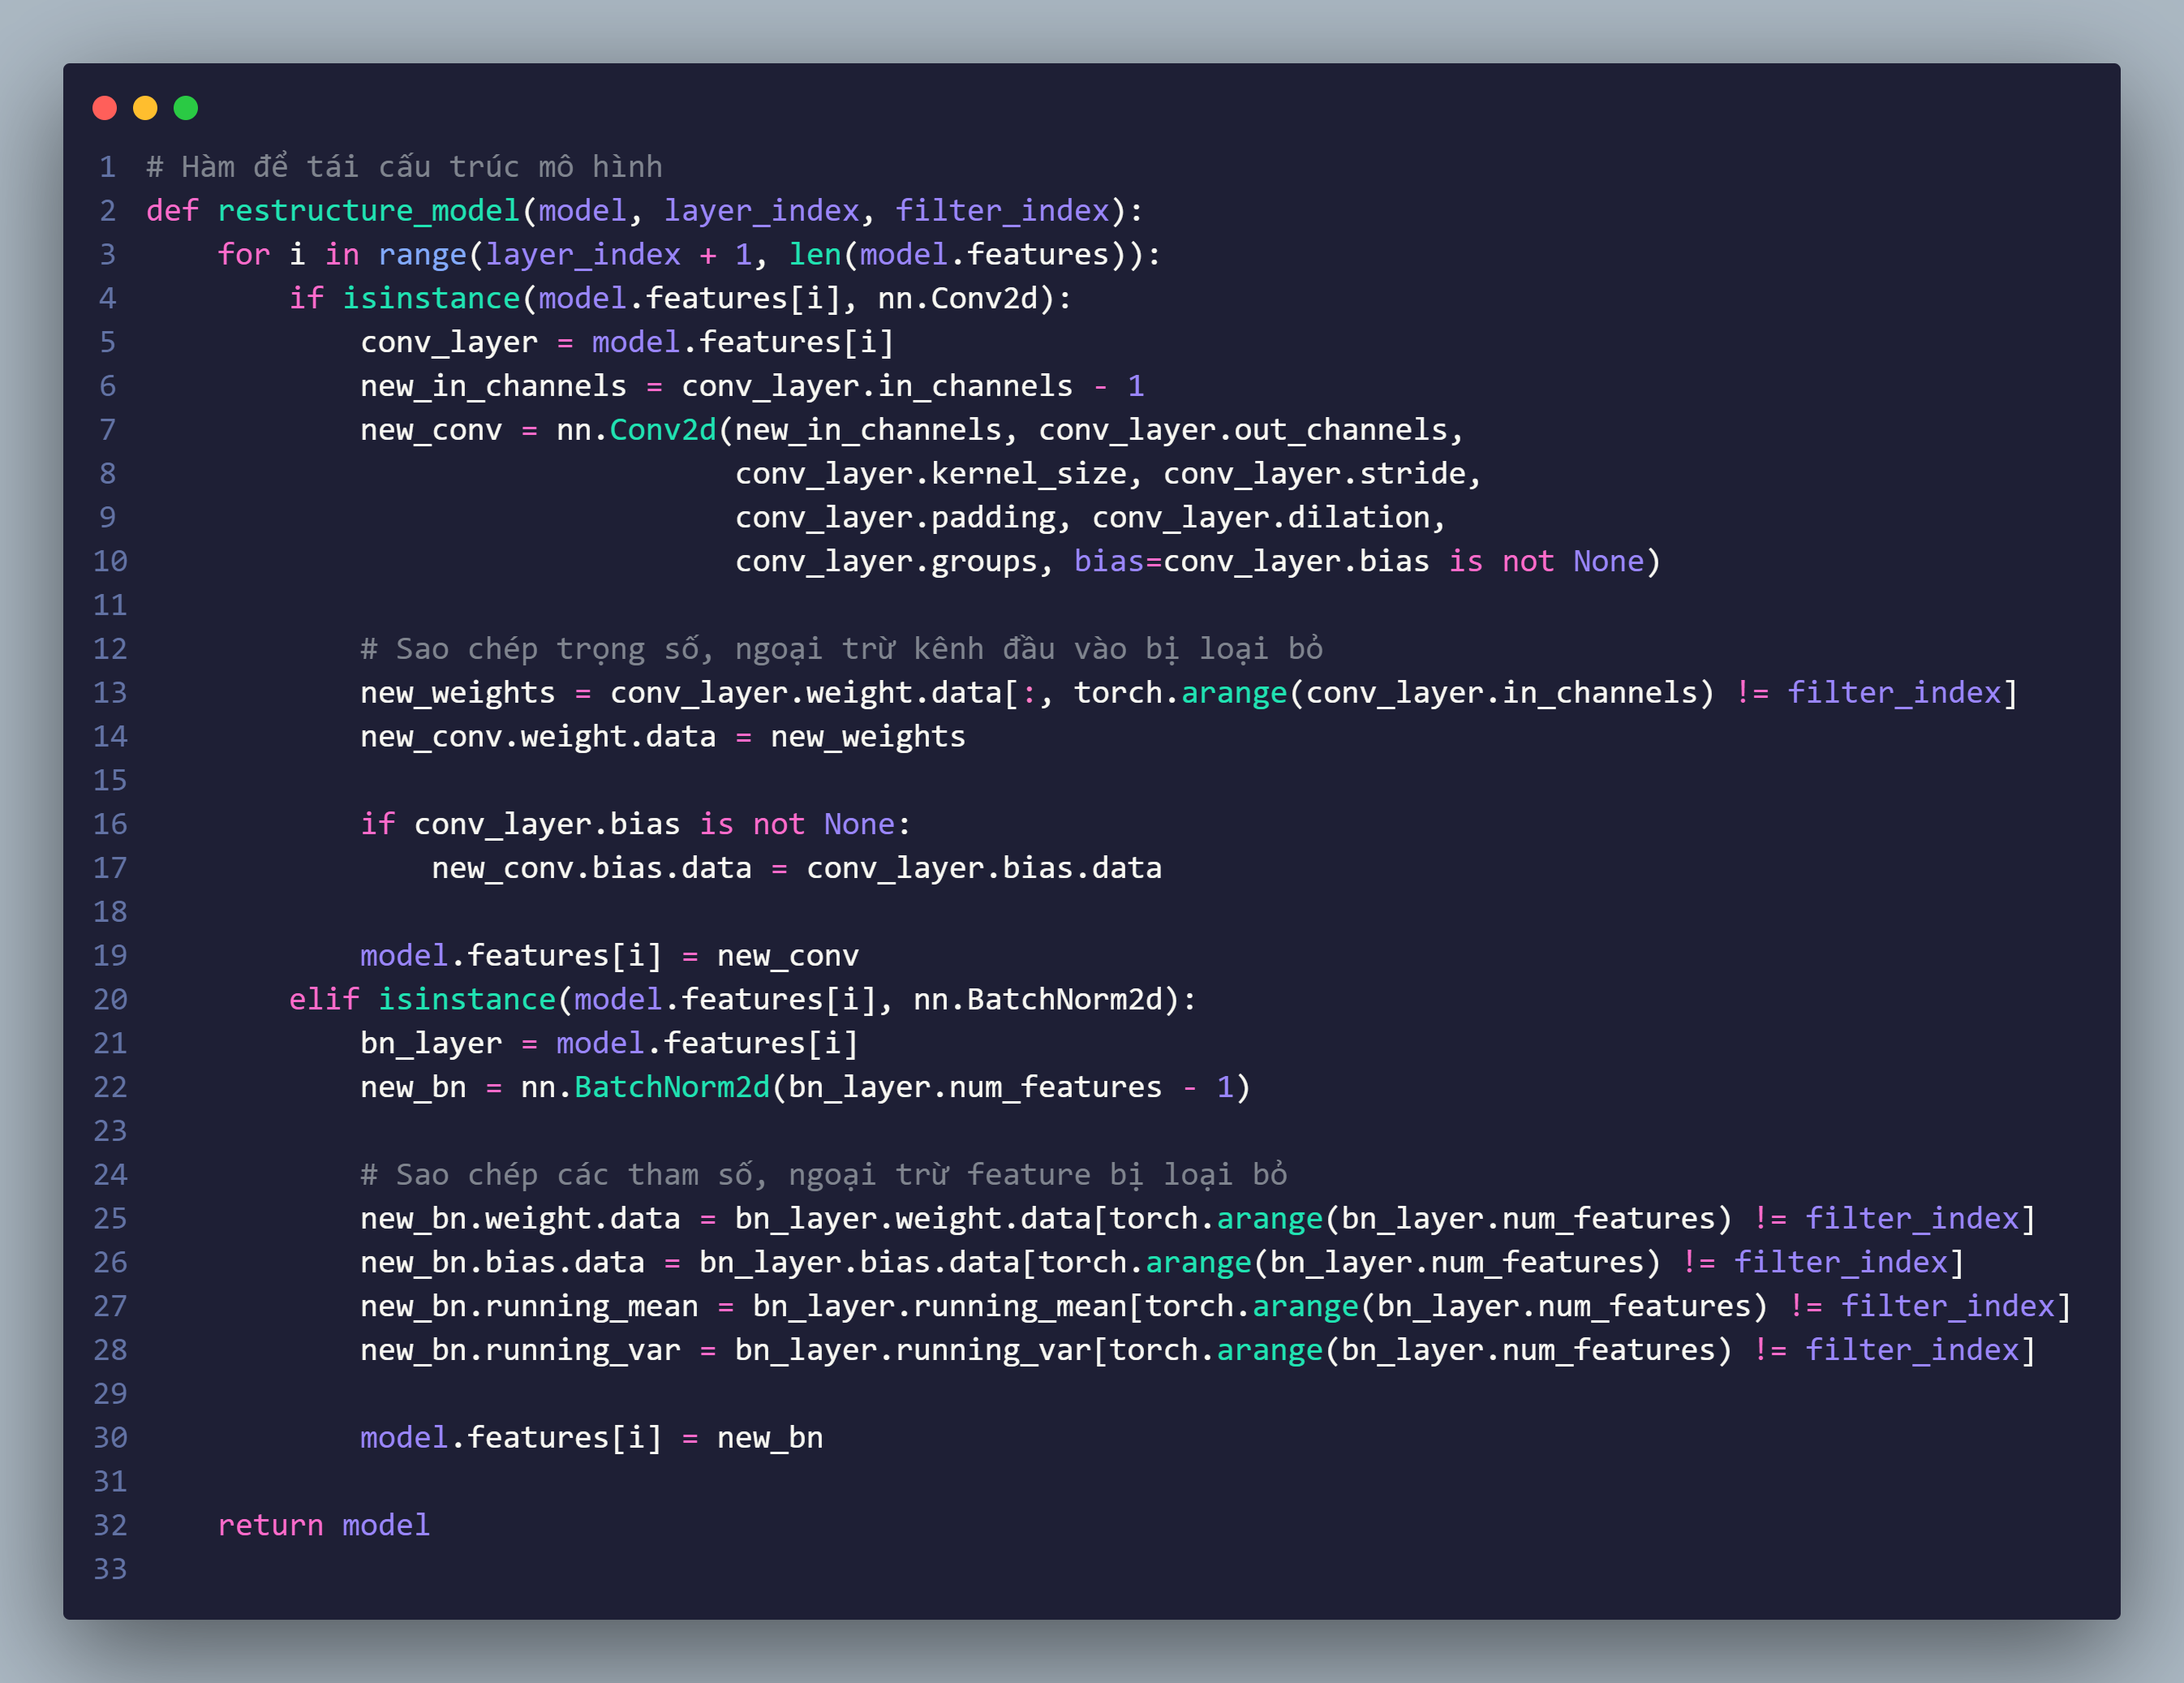 1 # Hàm để tái cấu trúc mô hình
2 def restructure_model(model, layer_index, filter_index):
3     for i in range(layer_index + 1, len(model.features)):
4         if isinstance(model.features[i], nn.Conv2d):
5             conv_layer = model.features[i]
6             new_in_channels = conv_layer.in_channels - 1
7             new_conv = nn.Conv2d(new_in_channels, conv_layer.out_channels,
8                                  conv_layer.kernel_size, conv_layer.stride,
9                                  conv_layer.padding, conv_layer.dilation,
10                                  conv_layer.groups, bias=conv_layer.bias is not None)
11
12             # Sao chép trọng số, ngoại trừ kênh đầu vào bị loại bỏ
13             new_weights = conv_layer.weight.data[:, torch.arange(conv_layer.in_channels) != filter_index]
14             new_conv.weight.data = new_weights
15
16             if conv_layer.bias is not None:
17                 new_conv.bias.data = conv_layer.bias.data
18
19             model.features[i] = new_conv
20         elif isinstance(model.features[i], nn.BatchNorm2d):
21             bn_layer = model.features[i]
22             new_bn = nn.BatchNorm2d(bn_layer.num_features - 1)
23
24             # Sao chép các tham số, ngoại trừ feature bị loại bỏ
25             new_bn.weight.data = bn_layer.weight.data[torch.arange(bn_layer.num_features) != filter_index]
26             new_bn.bias.data = bn_layer.bias.data[torch.arange(bn_layer.num_features) != filter_index]
27             new_bn.running_mean = bn_layer.running_mean[torch.arange(bn_layer.num_features) != filter_index]
28             new_bn.running_var = bn_layer.running_var[torch.arange(bn_layer.num_features) != filter_index]
29
30             model.features[i] = new_bn
31
32     return model
33